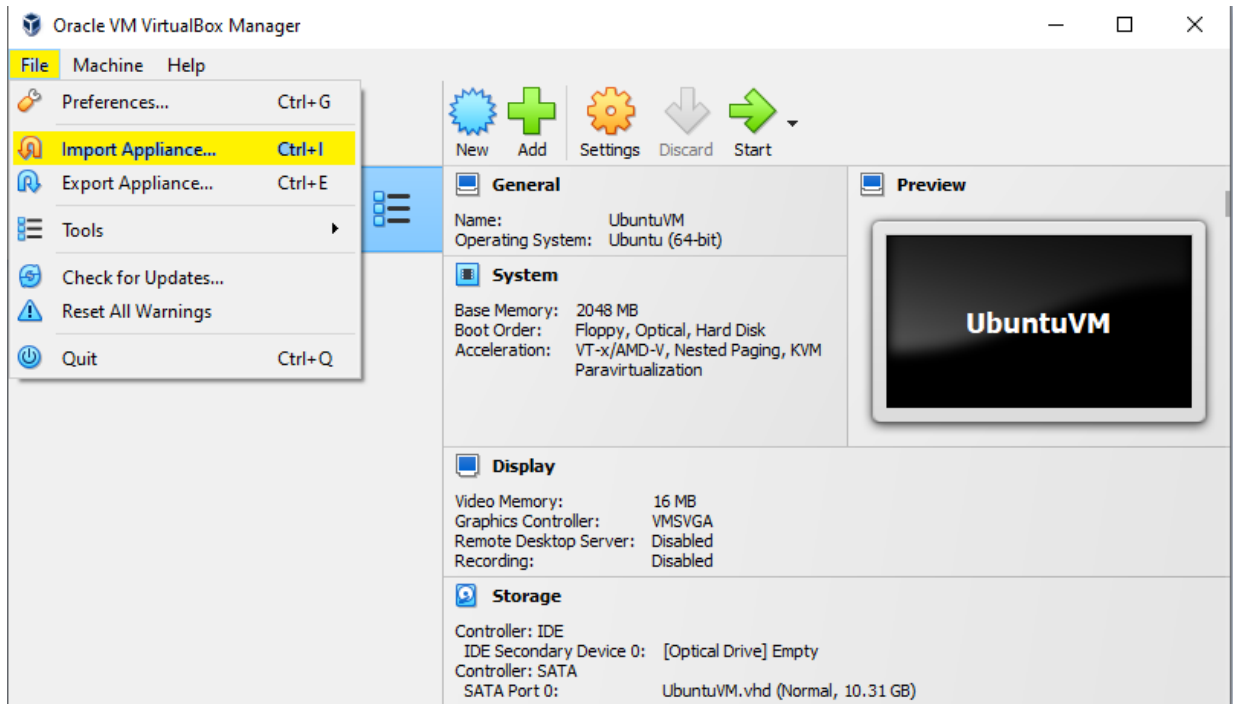 Oracle VM VirtualBox Manager
File Machine Help
Preferences... Ctrl+G
Import Appliance... Ctrl+I
Export Appliance... Ctrl+E
Tools
Check for Updates...
Reset All Warnings
Quit Ctrl+Q
New Add Settings Discard Start
General
Name: UbuntuVM
Operating System: Ubuntu (64-bit)
System
Base Memory: 2048 MB
Boot Order: Floppy, Optical, Hard Disk
Acceleration: VT-x/AMD-V, Nested Paging, KVM
Paravirtualization
Preview
UbuntuVM
Display
Video Memory: 16 MB
Graphics Controller: VMSVGA
Remote Desktop Server: Disabled
Recording: Disabled
Storage
Controller: IDE
IDE Secondary Device 0: [Optical Drive] Empty
Controller: SATA
SATA Port 0: UbuntuVM.vhd (Normal, 10.31 GB)